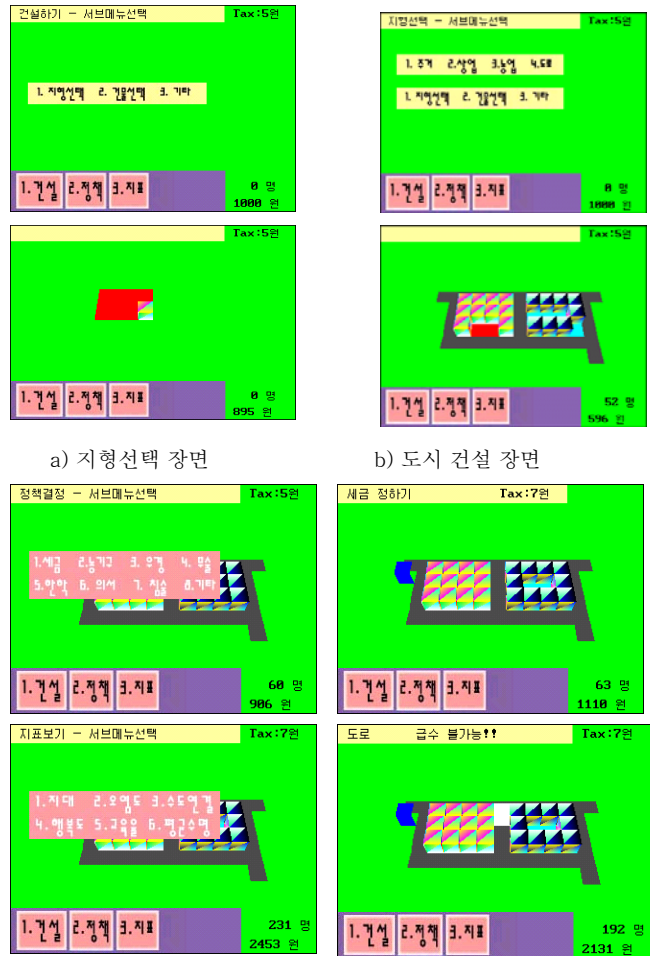 건설하기 - 서브메뉴선택 Tax:5원
1. 지형선택 2. 건물선택 3. 기타
1.건설 2.정책 3.지표
0 명
1000 원
지형선택 - 서브메뉴선택 Tax:5원
1. 주거 2.상업 3.농업 4.도로
1. 지형선택 2. 건물선택 3. 기타
1.건설 2.정책 3.지표
0 명
1000 원
Tax:5원
1.건설 2.정책 3.지표
0 명
895 원
Tax:5원
1.건설 2.정책 3.지표
52 명
596 원
a) 지형선택 장면
b) 도시 건설 장면
정책결정 - 서브메뉴선택 Tax:5원
1.세금 2.농기구 3. 우경 4. 무술
5.한학 6. 의서 7. 침술 8.기타
1.건설 2.정책 3.지표
60 명
906 원
세금 정하기 Tax:7원
1.건설 2.정책 3.지표
63 명
1110 원
지표보기 - 서브메뉴선택 Tax:7원
1.지대 2.오염도 3.수도연결
4.행복도 5.교육율 6.평균수명
1.건설 2.정책 3.지표
231 명
2453 원
도로 급수 불가능!! Tax:7원
1.건설 2.정책 3.지표
192 명
2131 원